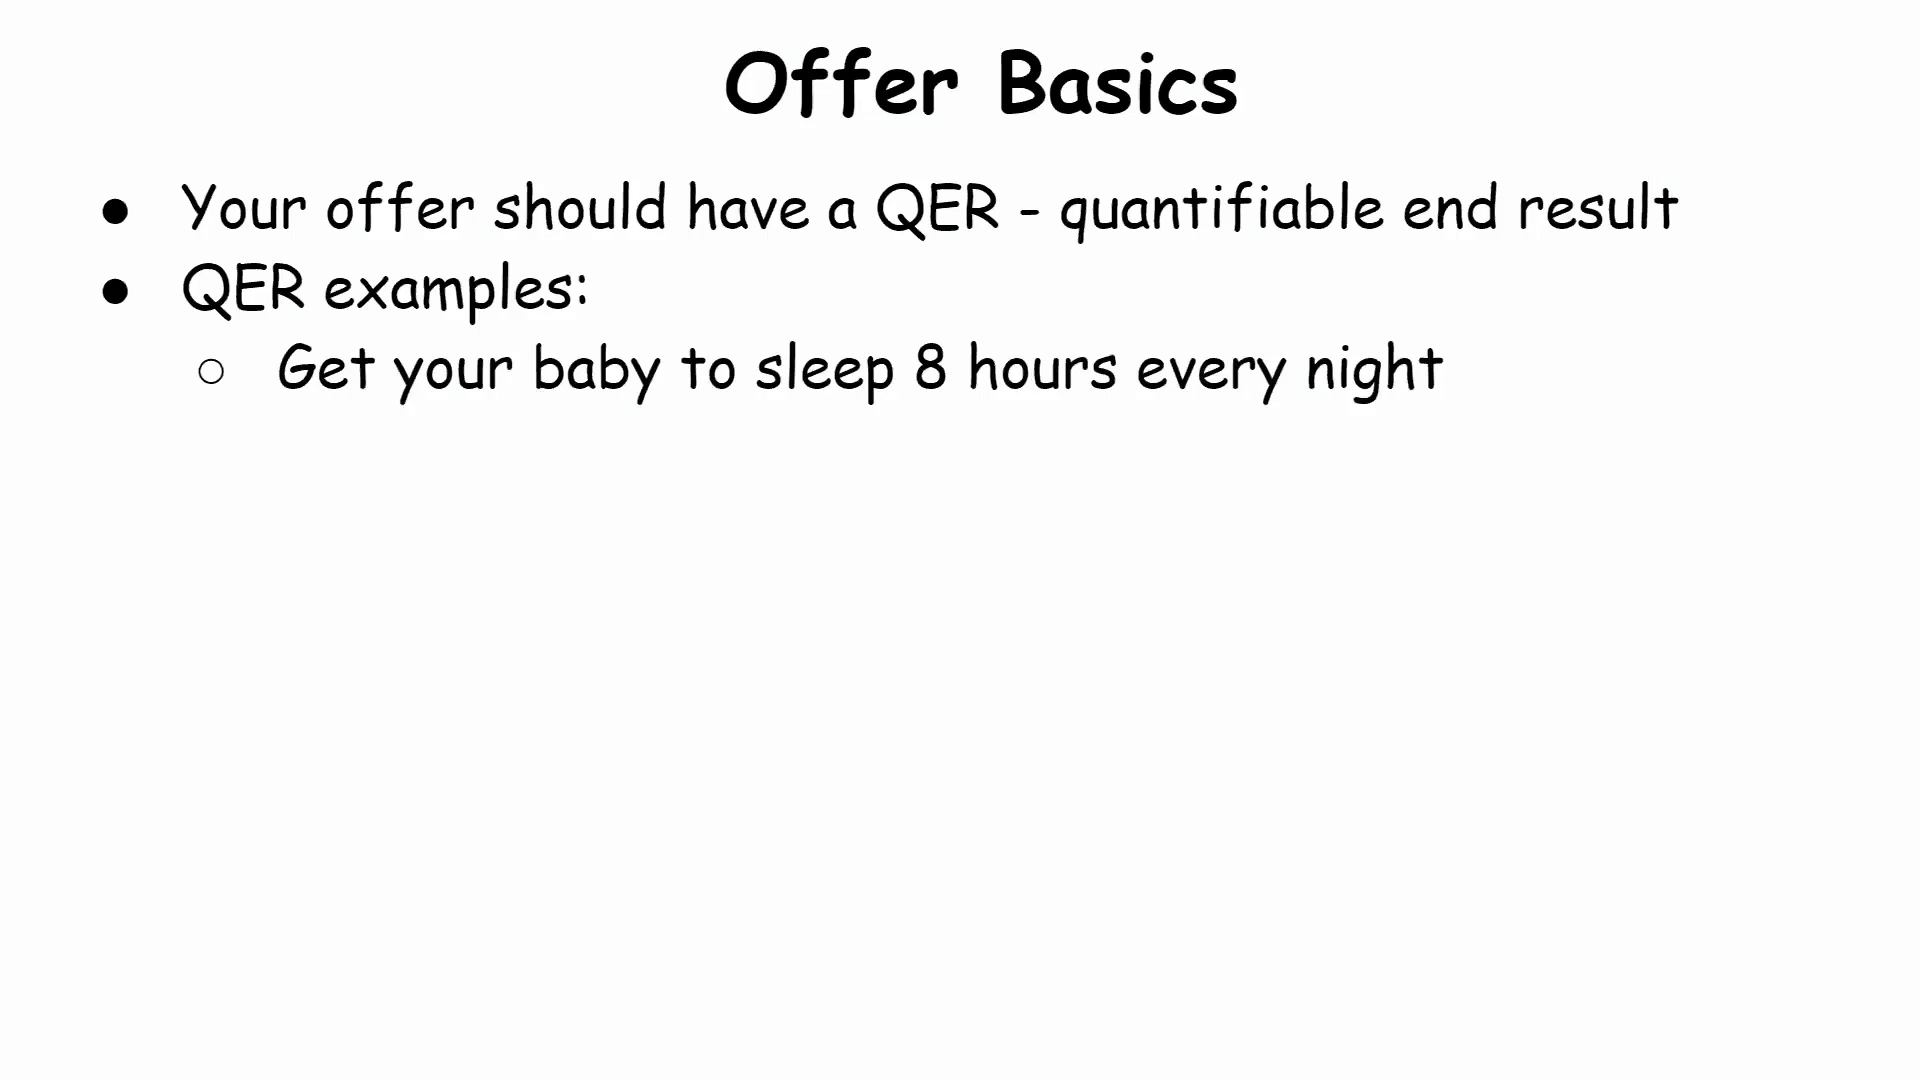 Offer Basics
● Your offer should have a QER - quantifiable end result
● QER examples:
○ Get your baby to sleep 8 hours every night